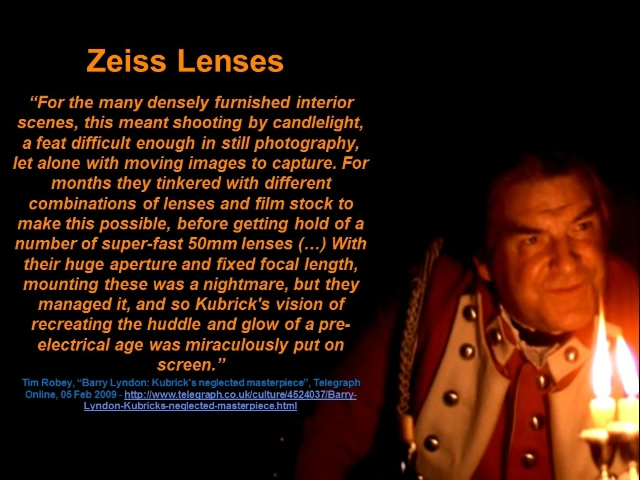 Zeiss Lenses
“For the many densely furnished interior
scenes, this meant shooting by candlelight,
a feat difficult enough in still photography,
let alone with moving images to capture. For
months they tinkered with different
combinations of lenses and film stock to
make this possible, before getting hold of a
number of super-fast 50mm lenses (…) With
their huge aperture and fixed focal length,
mounting these was a nightmare, but they
managed it, and so Kubrick's vision of
recreating the huddle and glow of a pre-
electrical age was miraculously put on
screen.”
Tim Robey, “Barry Lyndon: Kubrick's neglected masterpiece”, Telegraph
Online, 05 Feb 2009 - http://www.telegraph.co.uk/culture/4524037/Barry-
Lyndon-Kubricks-neglected-masterpiece.html